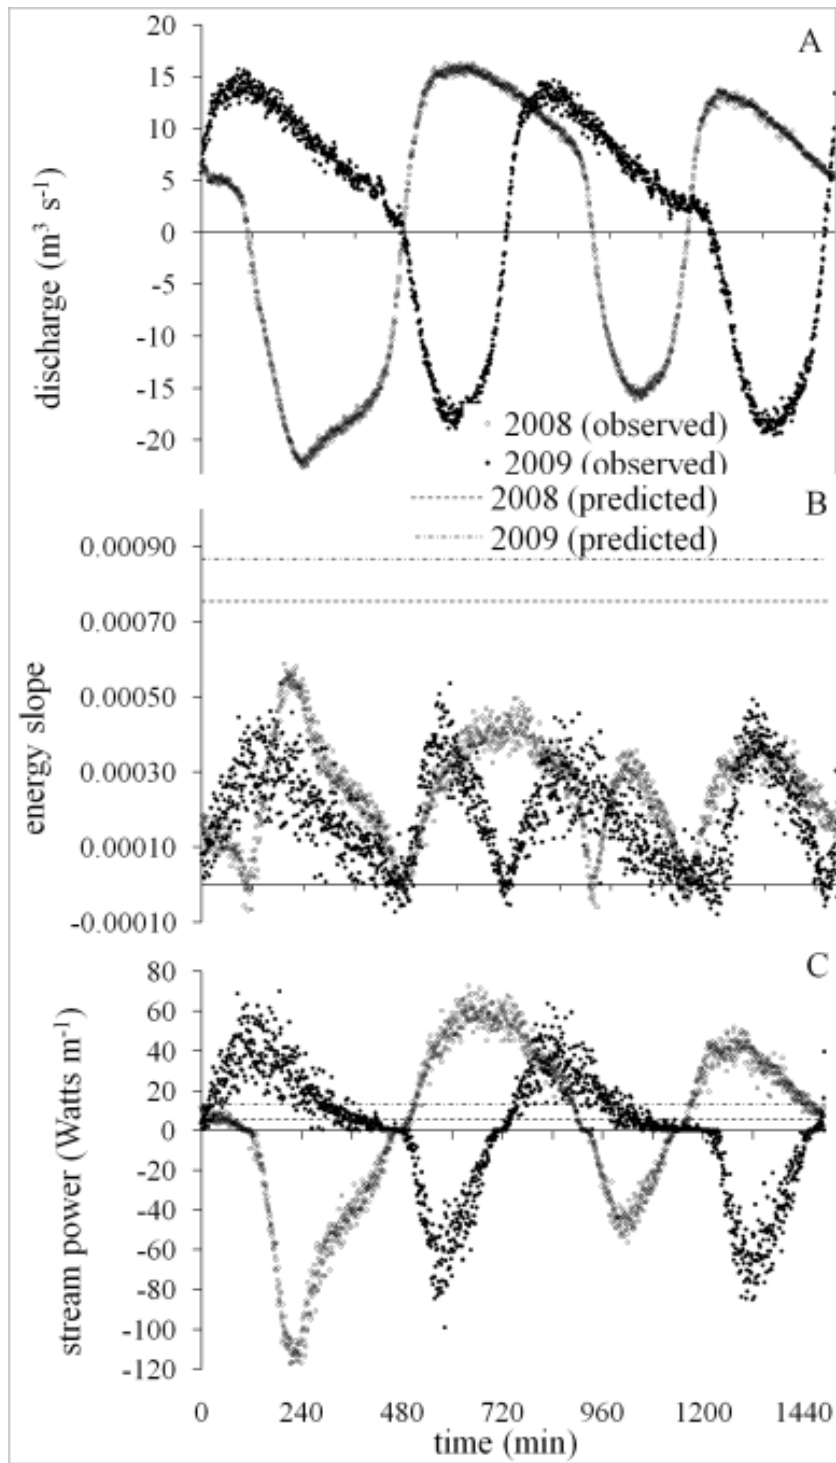 A
20
15
10
5
0
-5
-10
-15
-20
discharge (m³ s⁻¹)
2008 (observed)
2009 (observed)
B
2008 (predicted)
2009 (predicted)
0.00090
0.00070
0.00050
0.00030
0.00010
-0.00010
energy slope
C
80
60
40
20
0
-20
-40
-60
-80
-100
-120
stream power (Watts m⁻¹)
0 240 480 720 960 1200 1440
time (min)